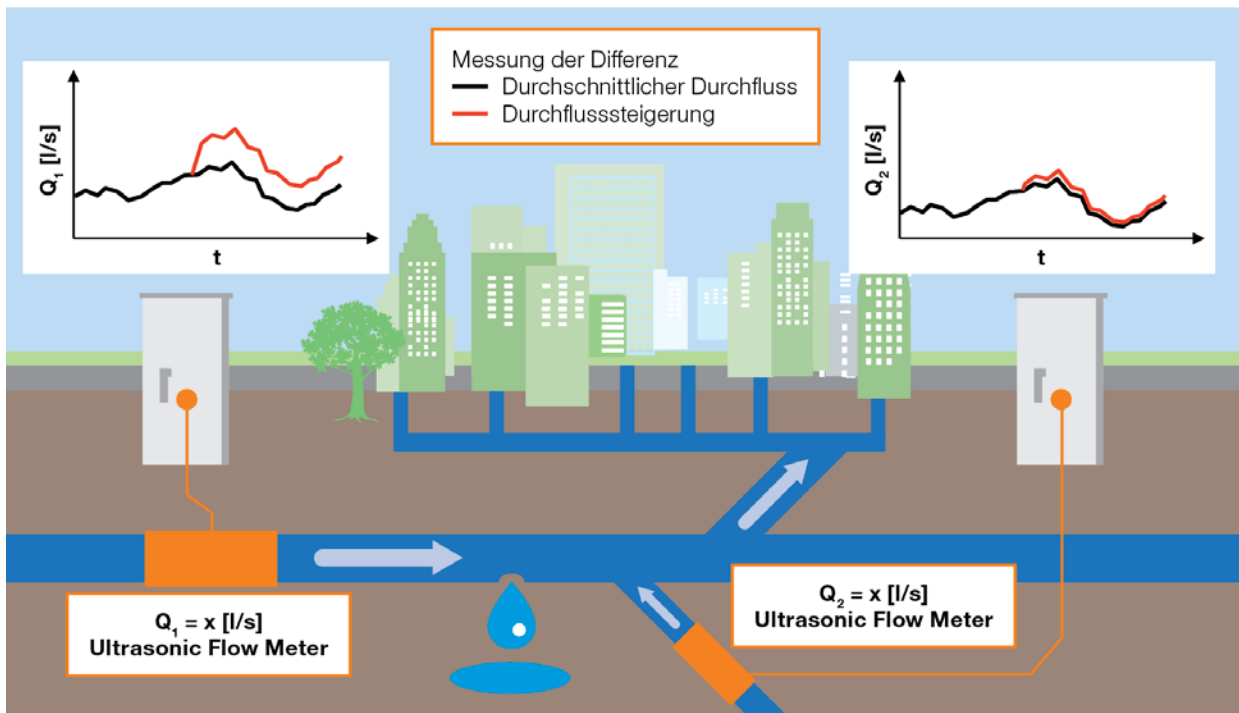 Messung der Differenz
Durchschnittlicher Durchfluss
Durchflusssteigerung
Q₁ [l/s]
t
Q₂ [l/s]
t
Q₁ = x [l/s]
Ultrasonic Flow Meter
Q₂ = x [l/s]
Ultrasonic Flow Meter